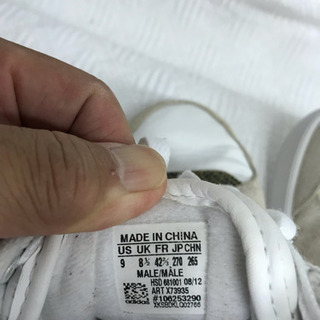 MADE IN CHINA
US UK FR JP CHN
9 8½ 42⅔ 270 265
MALE/MÂLE
HSD 681001 08/12
ART X73935
#106253290